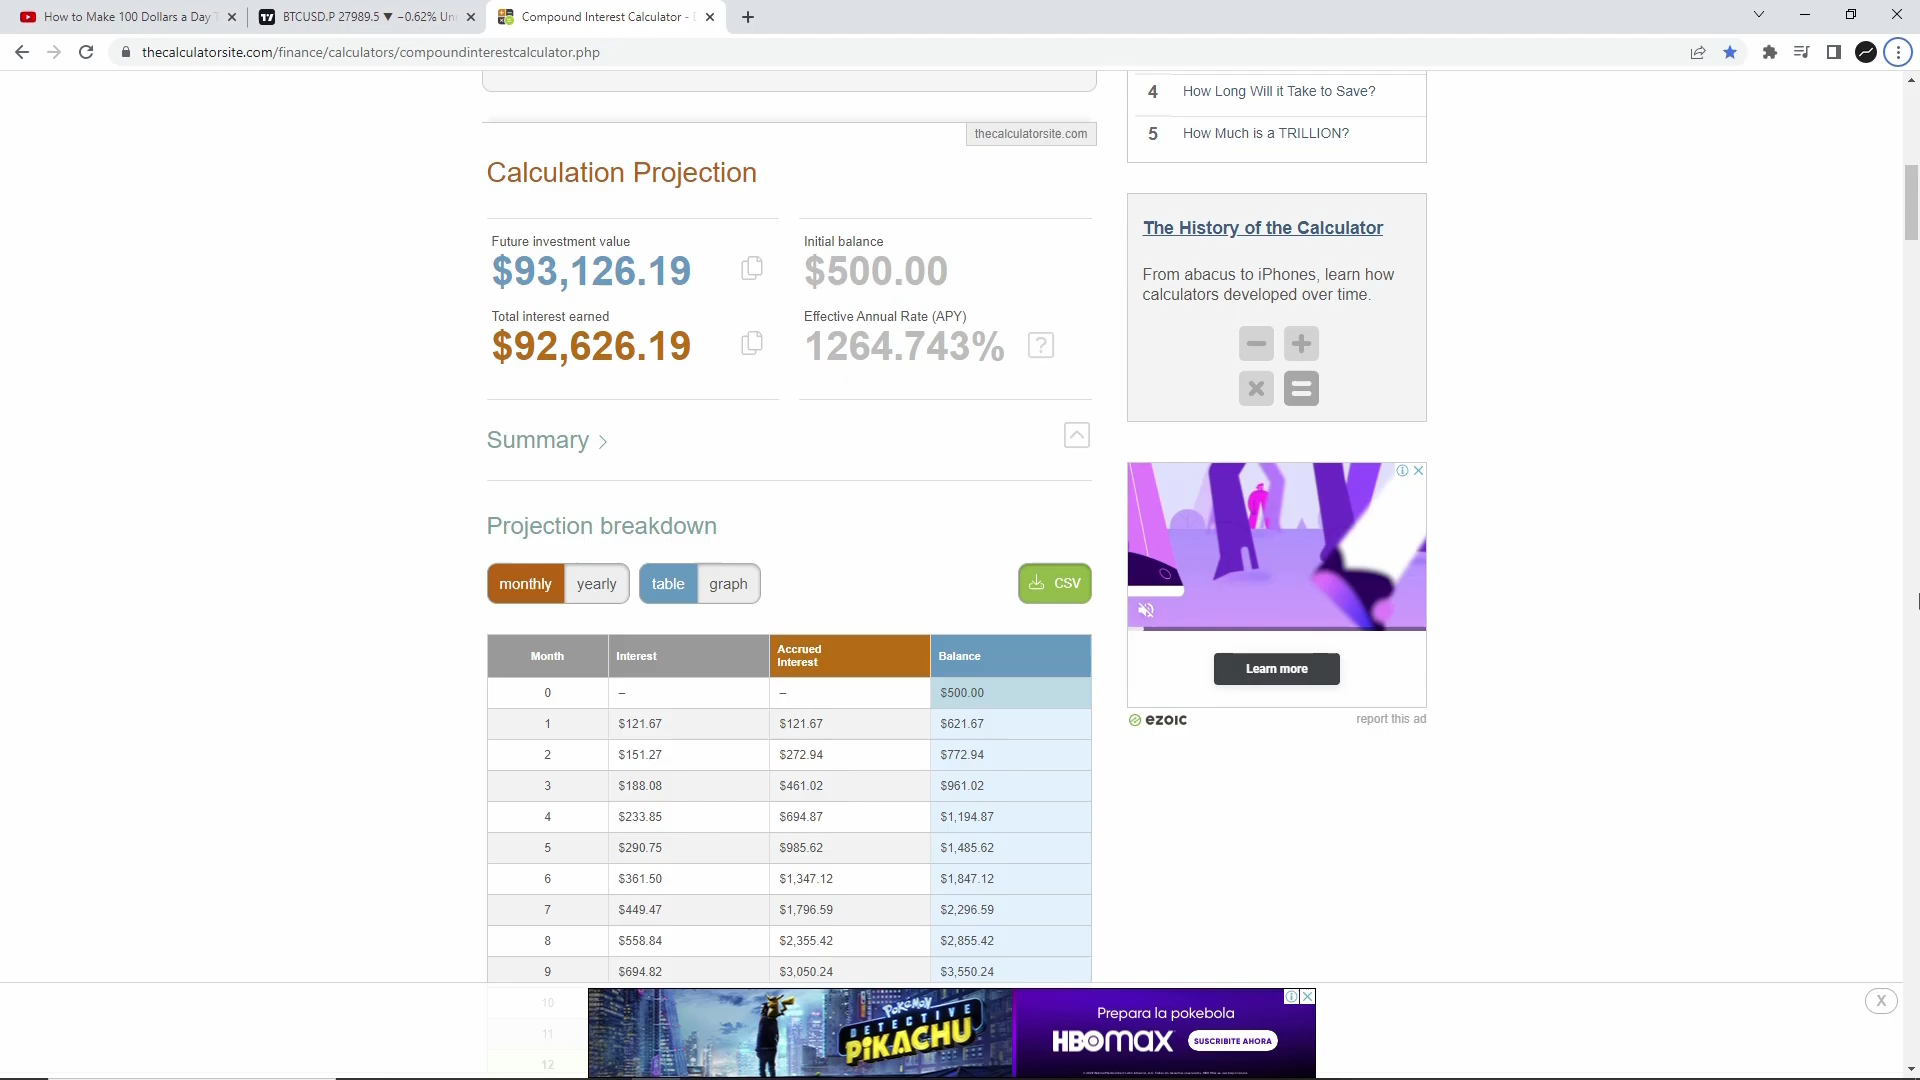 How to Make 100 Dollars a Day T
BTCUSD.P 27989.5 ▼ −0.62% Un
Compound Interest Calculator -
thecalculatorsite.com/finance/calculators/compoundinterestcalculator.php
thecalculatorsite.com
Calculation Projection
Future investment value
$93,126.19
Initial balance
$500.00
Total interest earned
$92,626.19
Effective Annual Rate (APY)
1264.743%
?
Summary >
Projection breakdown
monthly
yearly
table
graph
CSV
Month Interest Accrued Interest Balance
0 – – $500.00
1 $121.67 $121.67 $621.67
2 $151.27 $272.94 $772.94
3 $188.08 $461.02 $961.02
4 $233.85 $694.87 $1,194.87
5 $290.75 $985.62 $1,485.62
6 $361.50 $1,347.12 $1,847.12
7 $449.47 $1,796.59 $2,296.59
8 $558.84 $2,355.42 $2,855.42
9 $694.82 $3,050.24 $3,550.24
10
11
12
4 How Long Will it Take to Save?
5 How Much is a TRILLION?
The History of the Calculator
From abacus to iPhones, learn how
calculators developed over time.
Learn more
ezoic
report this ad
POKéMON
DETECTIVE
PiKACHU
Prepara la pokebola
HBOmax
SUSCRIBITE AHORA
X